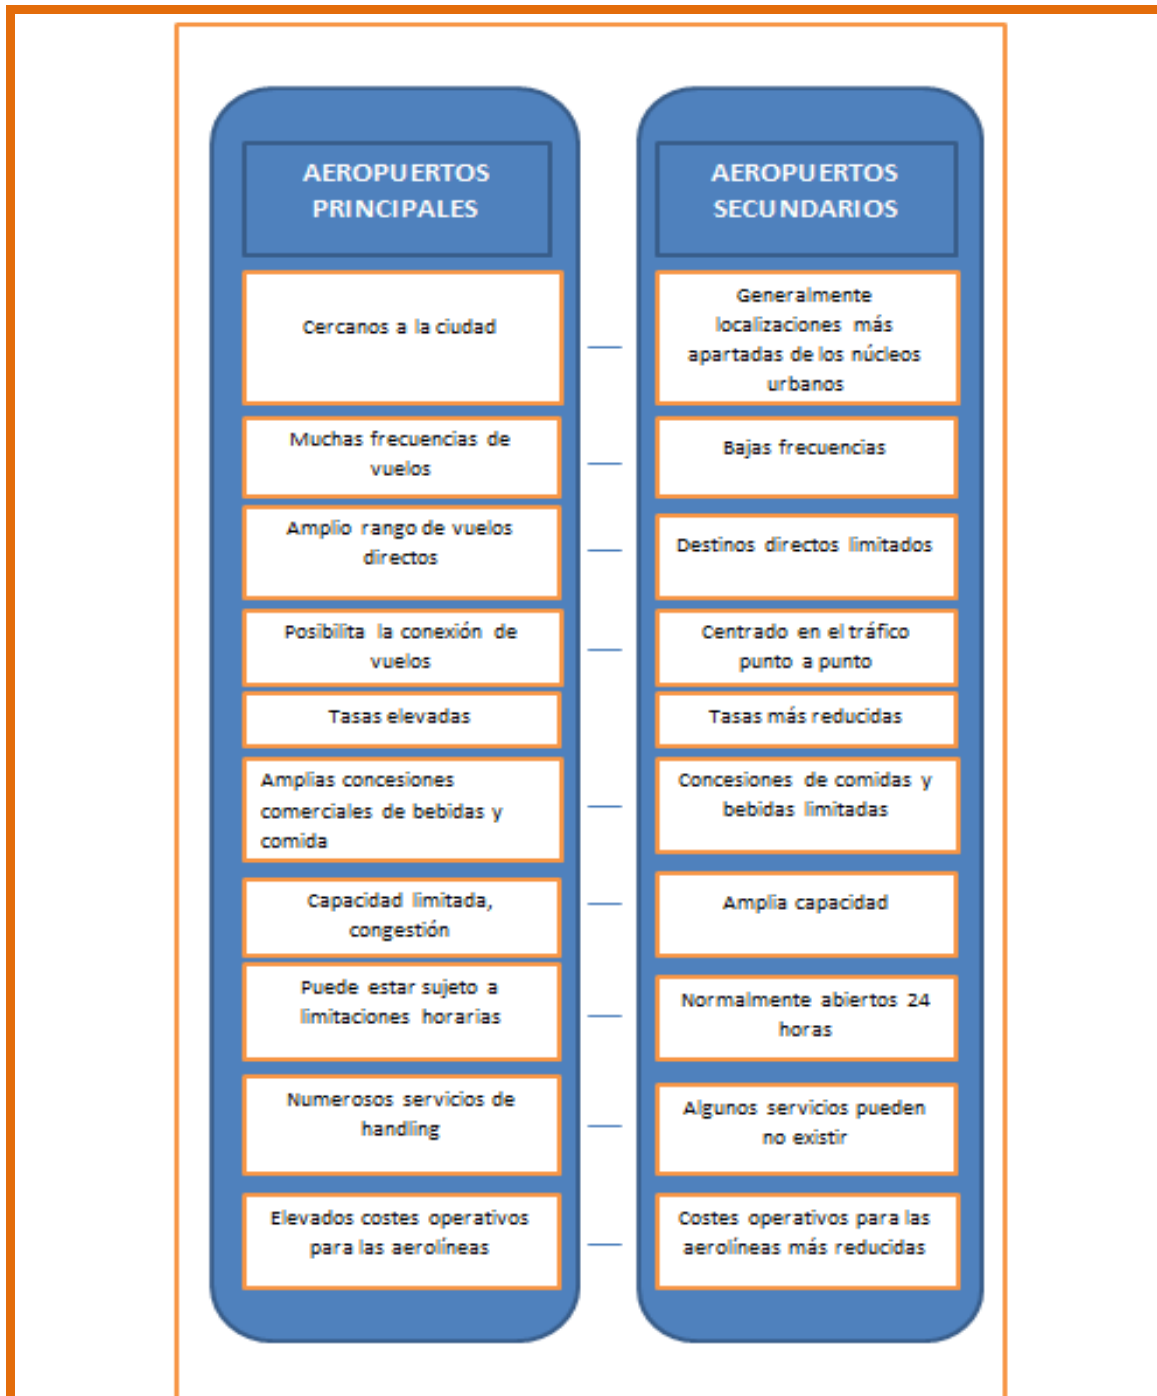 AEROPUERTOS
PRINCIPALES
AEROPUERTOS
SECUNDARIOS
Cercanos a la ciudad
Generalmente
localizaciones más
apartadas de los núcleos
urbanos
Muchas frecuencias de
vuelos
Bajas frecuencias
Amplio rango de vuelos
directos
Destinos directos limitados
Posibilita la conexión de
vuelos
Centrado en el tráfico
punto a punto
Tasas elevadas
Tasas más reducidas
Amplias concesiones
comerciales de bebidas y
comida
Concesiones de comidas y
bebidas limitadas
Capacidad limitada,
congestión
Amplia capacidad
Puede estar sujeto a
limitaciones horarias
Normalmente abiertos 24
horas
Numerosos servicios de
handling
Algunos servicios pueden
no existir
Elevados costes operativos
para las aerolíneas
Costes operativos para las
aerolíneas más reducidas